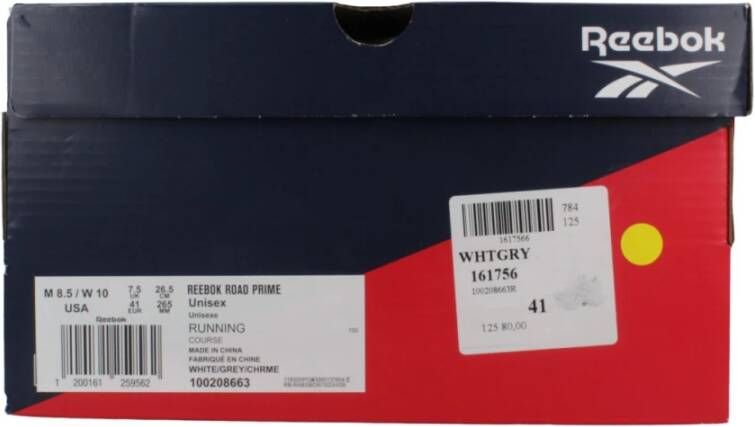 Reebok
784
125
1617566
WHTGRY
161756
100208663R
41
125 80,00
M 8.5 / W 10
USA
7.5
UK
41
EUR
26.5
CM
265
MM
REEBOK ROAD PRIME
Unisex
Unisexe
RUNNING
COURSE
MADE IN CHINA
FABRIQUÉ EN CHINE
WHITE/GREY/CHRME
100208663
Reebok
1 200161 259562